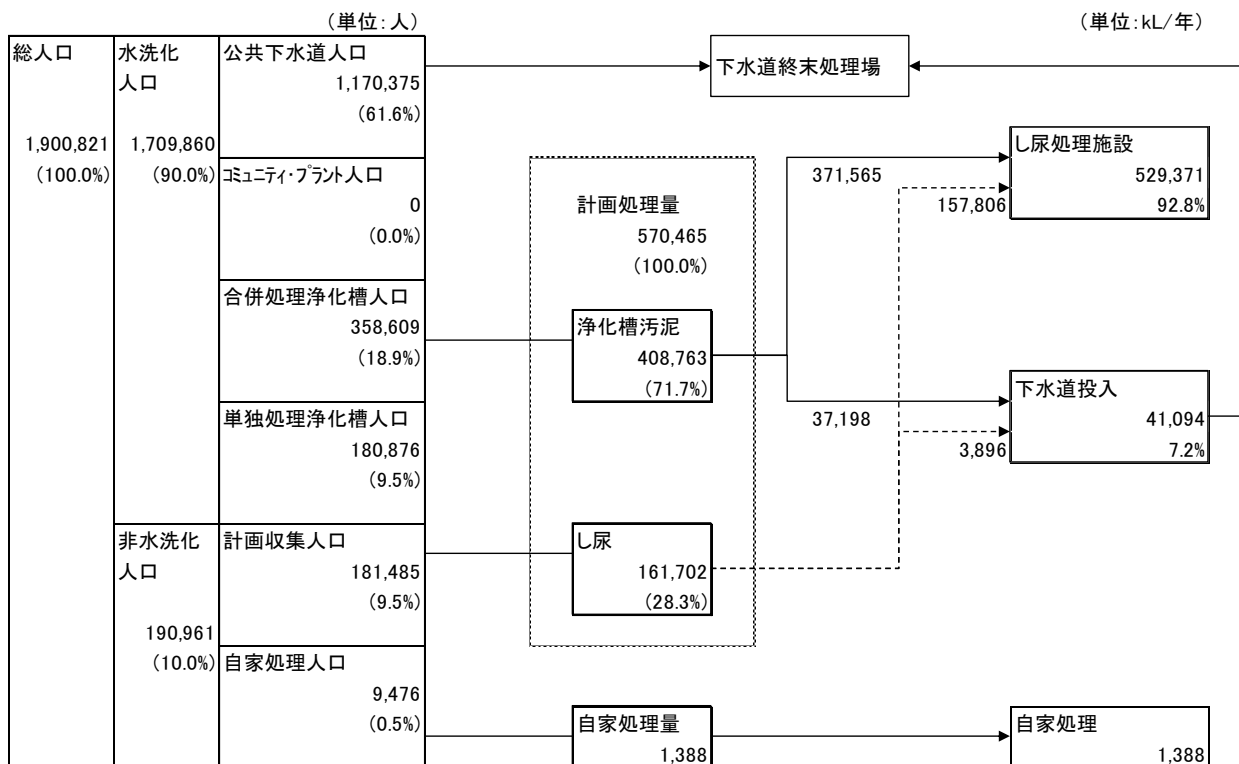 (単位:人)
(単位:kL/年)
総人口
1,900,821
(100.0%)
水洗化
人口
1,709,860
(90.0%)
公共下水道人口
1,170,375
(61.6%)
コミュニティ・プラント人口
0
(0.0%)
合併処理浄化槽人口
358,609
(18.9%)
単独処理浄化槽人口
180,876
(9.5%)
非水洗化
人口
190,961
(10.0%)
計画収集人口
181,485
(9.5%)
自家処理人口
9,476
(0.5%)
計画処理量
570,465
(100.0%)
浄化槽汚泥
408,763
(71.7%)
し尿
161,702
(28.3%)
自家処理量
1,388
下水道終末処理場
371,565
157,806
し尿処理施設
529,371
92.8%
37,198
3,896
下水道投入
41,094
7.2%
自家処理
1,388